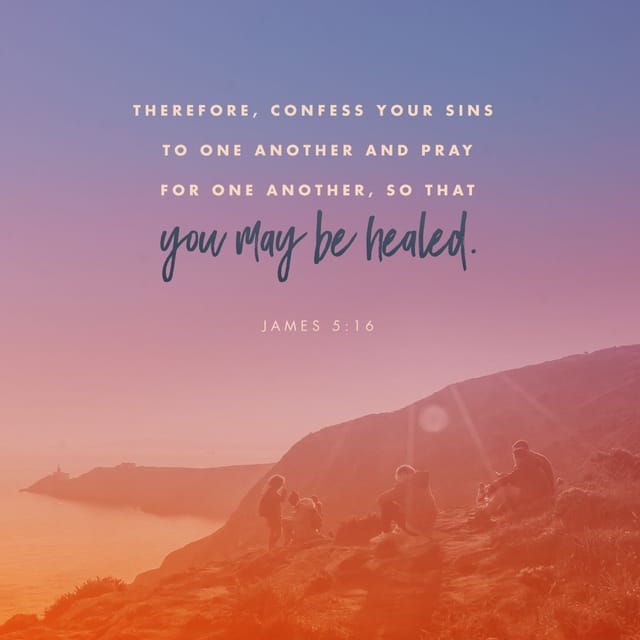 THEREFORE, CONFESS YOUR SINS
TO ONE ANOTHER AND PRAY
FOR ONE ANOTHER, SO THAT
you may be healed.
JAMES 5:16